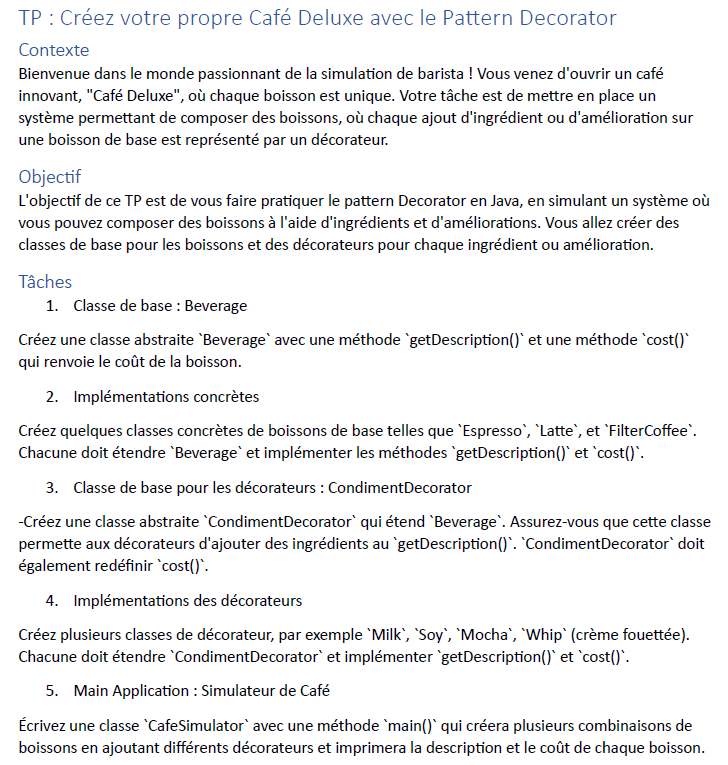 TP : Créez votre propre Café Deluxe avec le Pattern Decorator
Contexte
Bienvenue dans le monde passionnant de la simulation de barista ! Vous venez d'ouvrir un café
innovant, "Café Deluxe", où chaque boisson est unique. Votre tâche est de mettre en place un
système permettant de composer des boissons, où chaque ajout d'ingrédient ou d'amélioration sur
une boisson de base est représenté par un décorateur.
Objectif
L'objectif de ce TP est de vous faire pratiquer le pattern Decorator en Java, en simulant un système où
vous pouvez composer des boissons à l'aide d'ingrédients et d'améliorations. Vous allez créer des
classes de base pour les boissons et des décorateurs pour chaque ingrédient ou amélioration.
Tâches
1. Classe de base : Beverage
Créez une classe abstraite `Beverage` avec une méthode `getDescription()` et une méthode `cost()`
qui renvoie le coût de la boisson.
2. Implémentations concrètes
Créez quelques classes concrètes de boissons de base telles que `Espresso`, `Latte`, et `FilterCoffee`.
Chacune doit étendre `Beverage` et implémenter les méthodes `getDescription()` et `cost()`.
3. Classe de base pour les décorateurs : CondimentDecorator
-Créez une classe abstraite `CondimentDecorator` qui étend `Beverage`. Assurez-vous que cette classe
permette aux décorateurs d'ajouter des ingrédients au `getDescription()`. `CondimentDecorator` doit
également redéfinir `cost()`.
4. Implémentations des décorateurs
Créez plusieurs classes de décorateur, par exemple `Milk`, `Soy`, `Mocha`, `Whip` (crème fouettée).
Chacune doit étendre `CondimentDecorator` et implémenter `getDescription()` et `cost()`.
5. Main Application : Simulateur de Café
Écrivez une classe `CafeSimulator` avec une méthode `main()` qui créera plusieurs combinaisons de
boissons en ajoutant différents décorateurs et imprimera la description et le coût de chaque boisson.